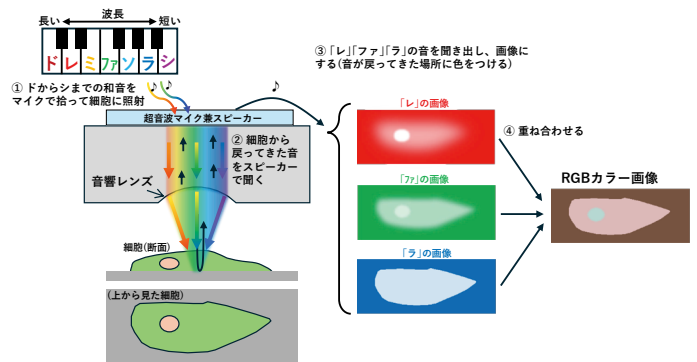 長い 波長 短い
ドレミファソラシ
① ドからシまでの和音を
マイクで拾って細胞に照射
超音波マイク兼スピーカー
② 細胞から
戻ってきた音
をスピーカー
で聞く
音響レンズ
細胞(断面)
(上から見た細胞)
③ ｢レ｣｢ファ｣｢ラ｣の音を聞き出し、画像に
する(音が戻ってきた場所に色をつける)
｢レ｣の画像
｢ファ｣の画像
｢ラ｣の画像
④ 重ね合わせる
RGBカラー画像